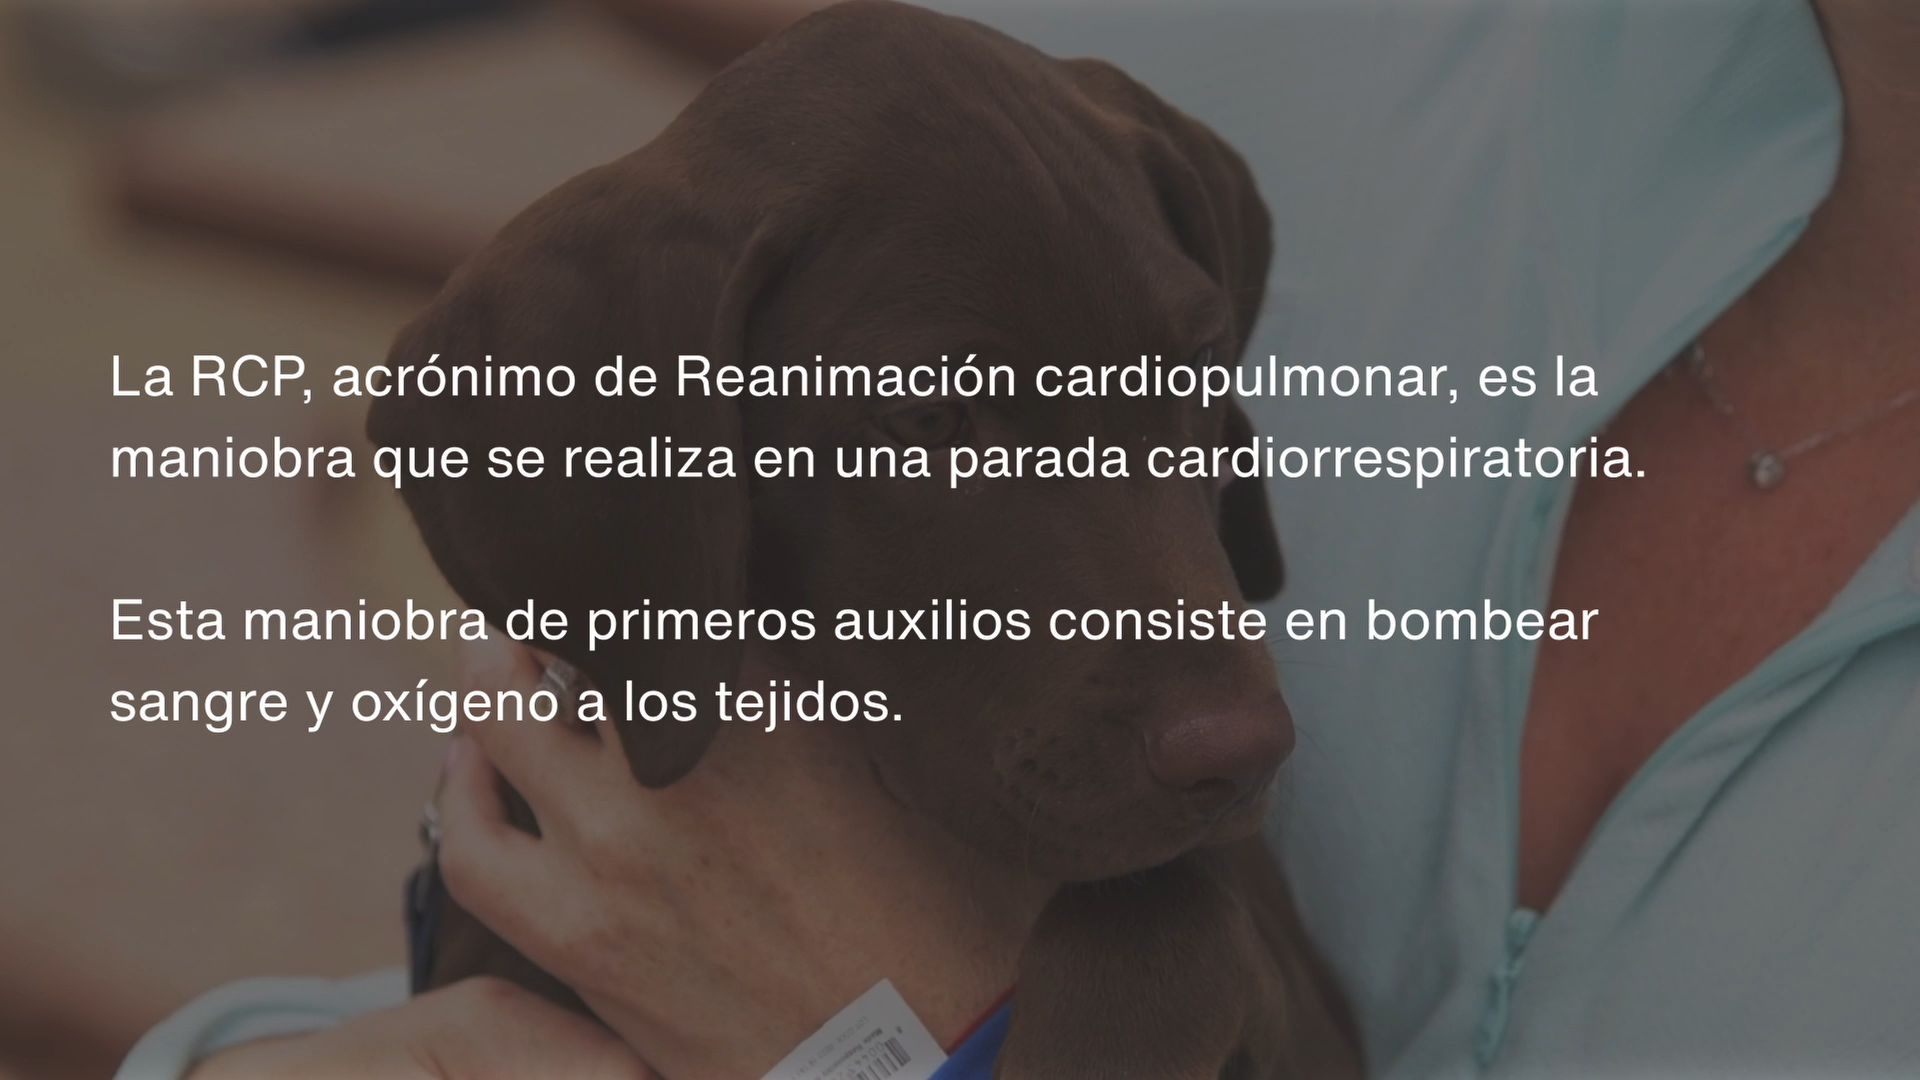 La RCP, acrónimo de Reanimación cardiopulmonar, es la
maniobra que se realiza en una parada cardiorrespiratoria.
Esta maniobra de primeros auxilios consiste en bombear
sangre y oxígeno a los tejidos.